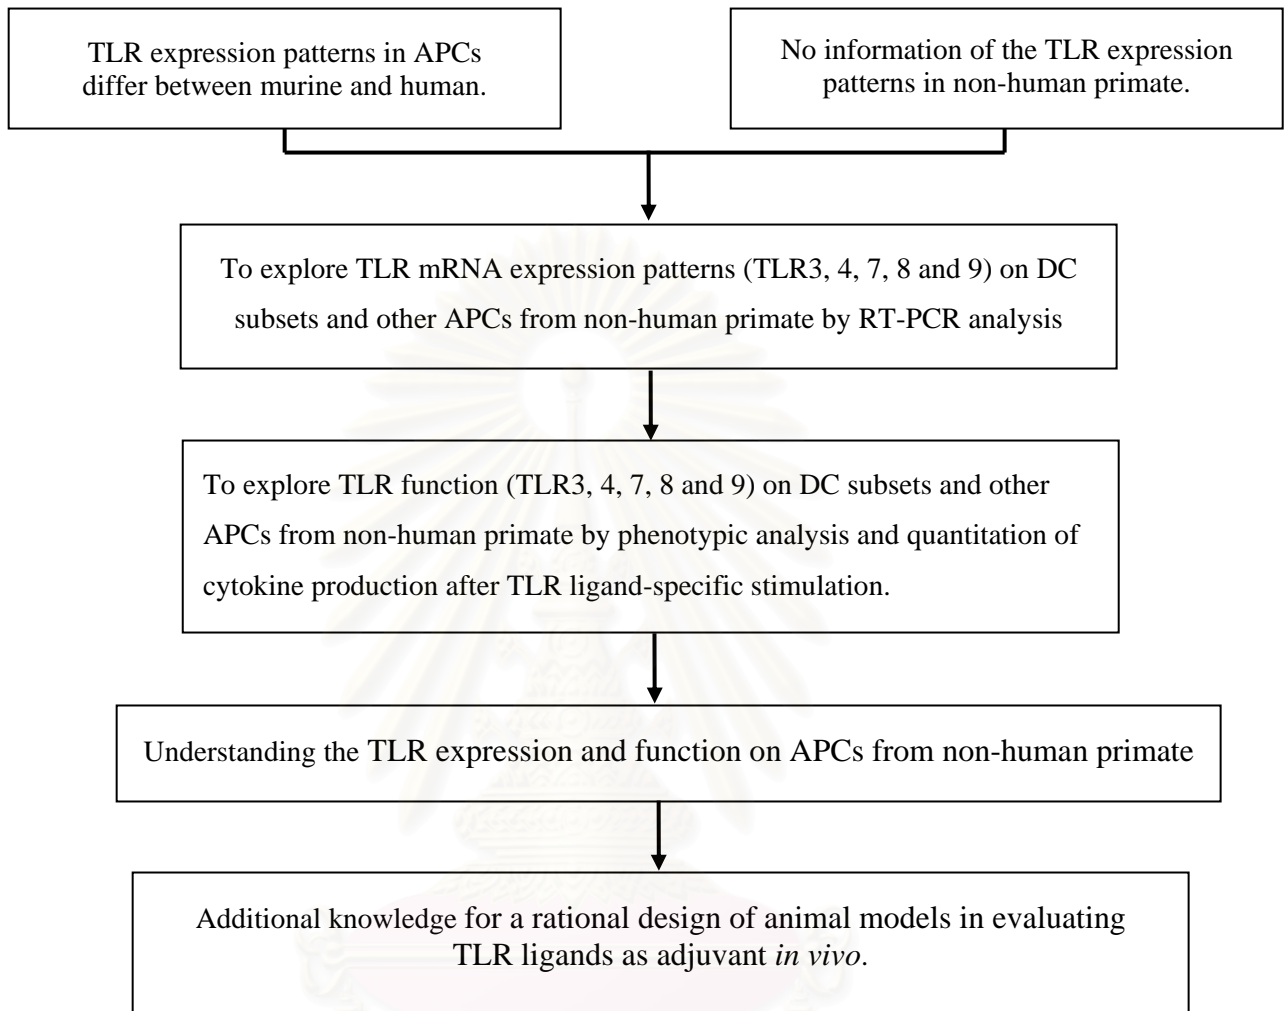 TLR expression patterns in APCs
differ between murine and human.
No information of the TLR expression
patterns in non-human primate.
To explore TLR mRNA expression patterns (TLR3, 4, 7, 8 and 9) on DC
subsets and other APCs from non-human primate by RT-PCR analysis
To explore TLR function (TLR3, 4, 7, 8 and 9) on DC subsets and other
APCs from non-human primate by phenotypic analysis and quantitation of
cytokine production after TLR ligand-specific stimulation.
Understanding the TLR expression and function on APCs from non-human primate
Additional knowledge for a rational design of animal models in evaluating
TLR ligands as adjuvant in vivo.